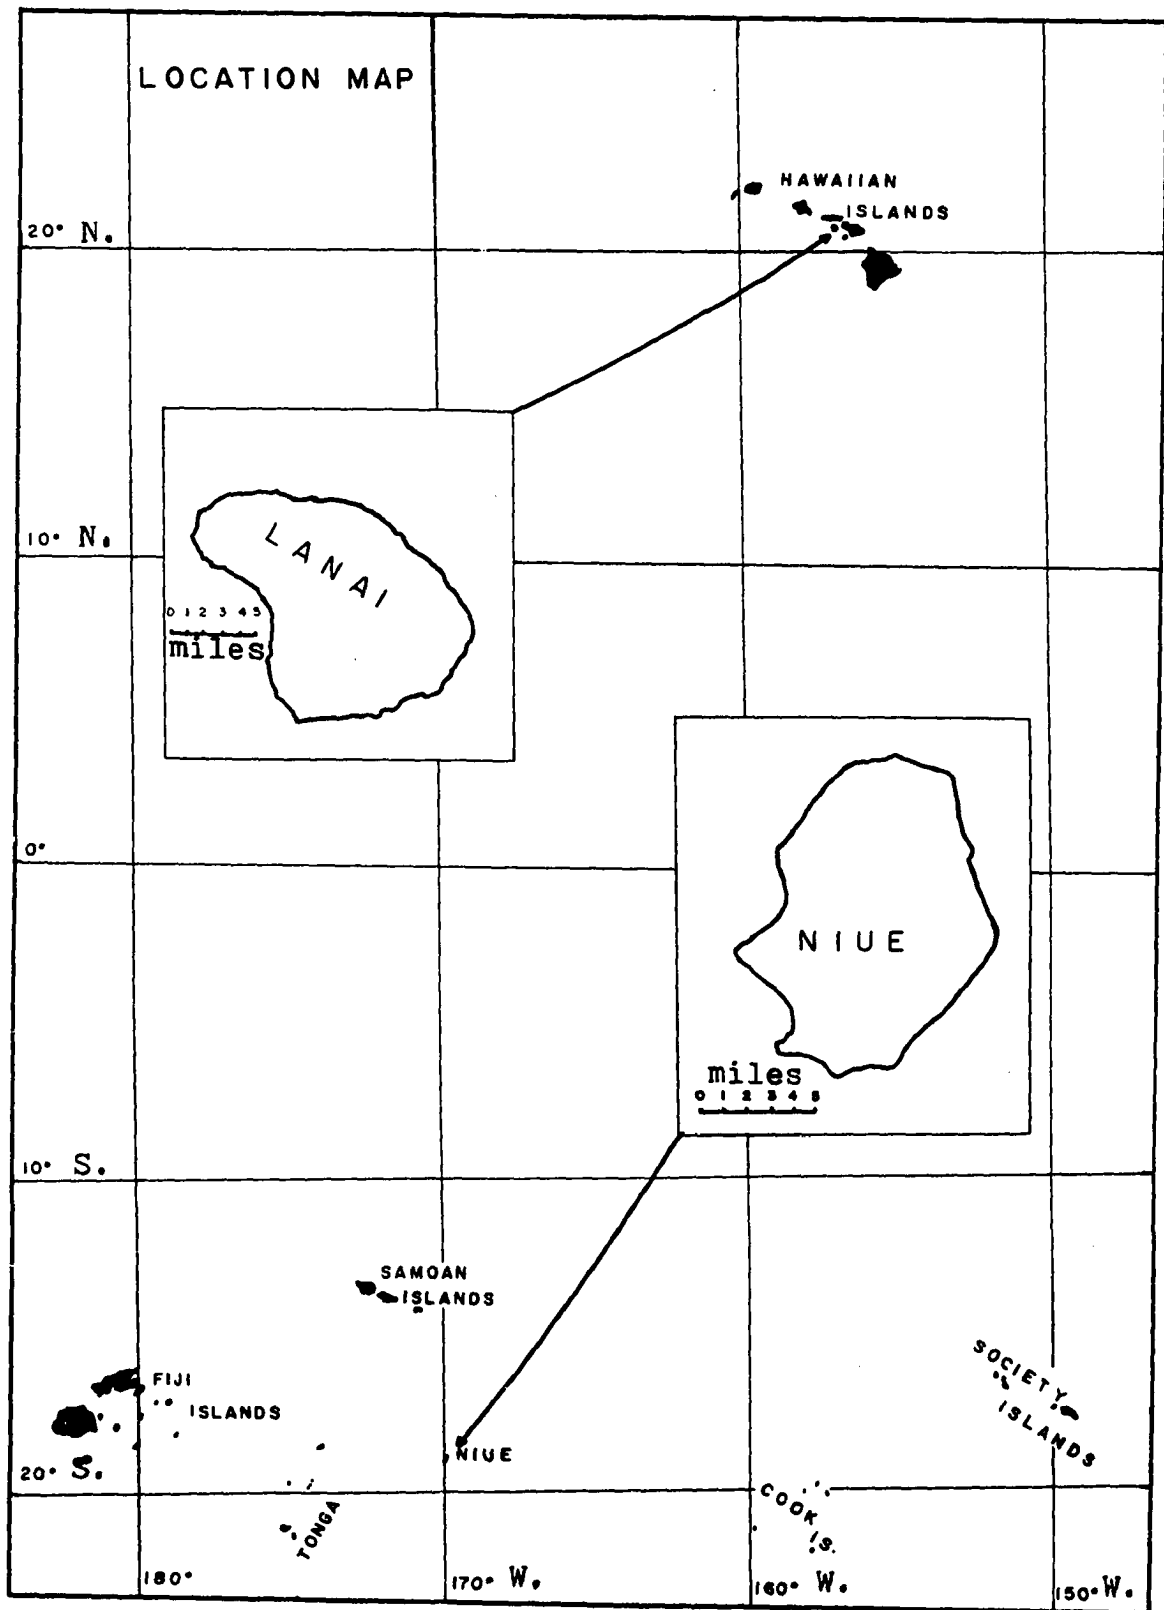 LOCATION MAP
HAWAIIAN
ISLANDS
20° N.
LANAI
10° N.
0 1 2 3 4 5
miles
0°
NIUE
miles
0 1 2 3 4 5
10° S.
SAMOAN
ISLANDS
FIJI
ISLANDS
SOCIETY
ISLANDS
NIUE
20° S.
TONGA
COOK
IS.
180°
170° W.
160° W.
150° W.